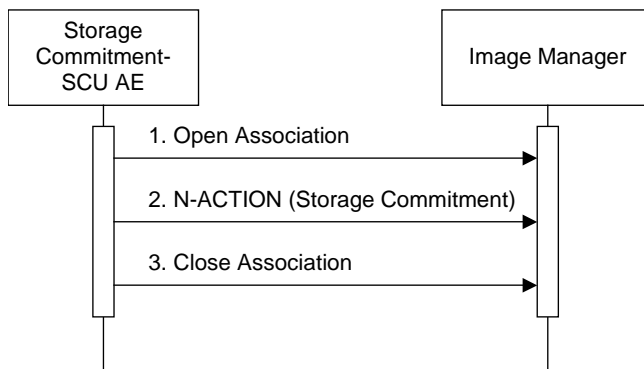 Storage
Commitment-
SCU AE
Image Manager
1. Open Association
2. N-ACTION (Storage Commitment)
3. Close Association